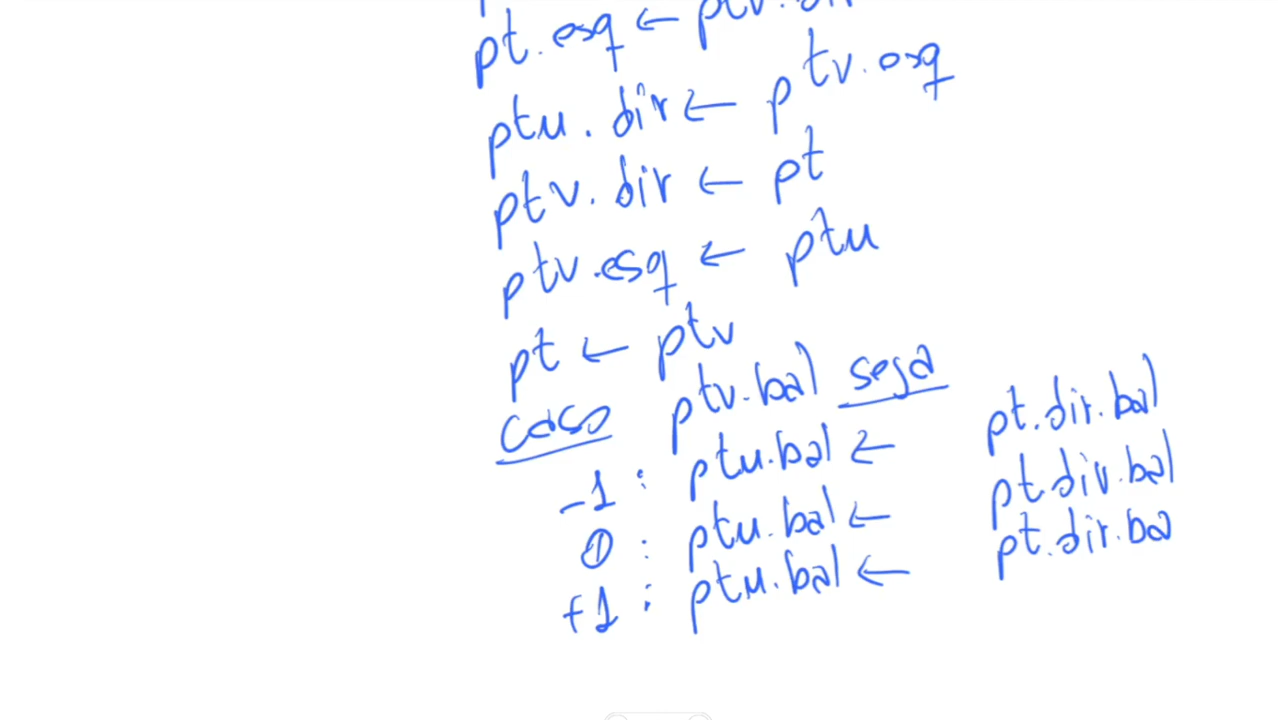 pt.esq ← ptv.dir
ptu.dir ← ptv.esq
ptv.dir ← pt
ptv.esq ← ptu
pt ← ptv
caso ptv.bal seja
-1 : ptu.bal ← pt.dir.bal
0 : ptu.bal ← pt.dir.bal
+1 : ptu.bal ← pt.dir.ba